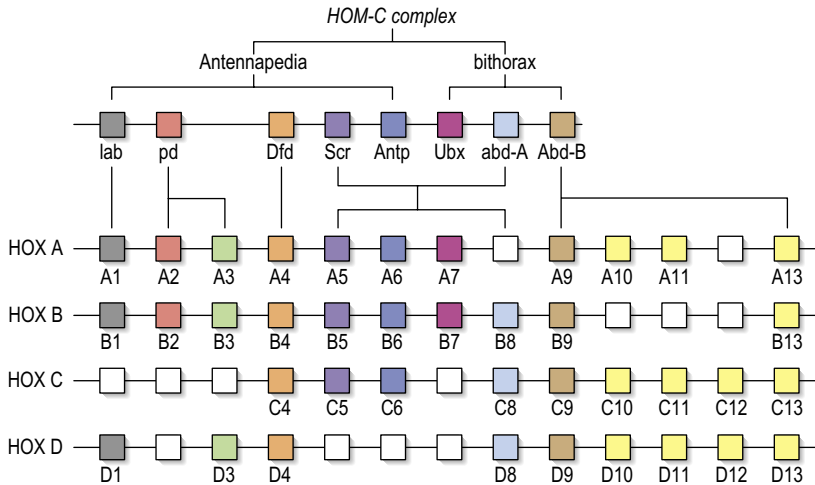 HOM-C complex
Antennapedia bithorax
lab pd Dfd Scr Antp Ubx abd-A Abd-B
HOX A
A1 A2 A3 A4 A5 A6 A7 A9 A10 A11 A13
HOX B
B1 B2 B3 B4 B5 B6 B7 B8 B9 B13
HOX C
C4 C5 C6 C8 C9 C10 C11 C12 C13
HOX D
D1 D3 D4 D8 D9 D10 D11 D12 D13